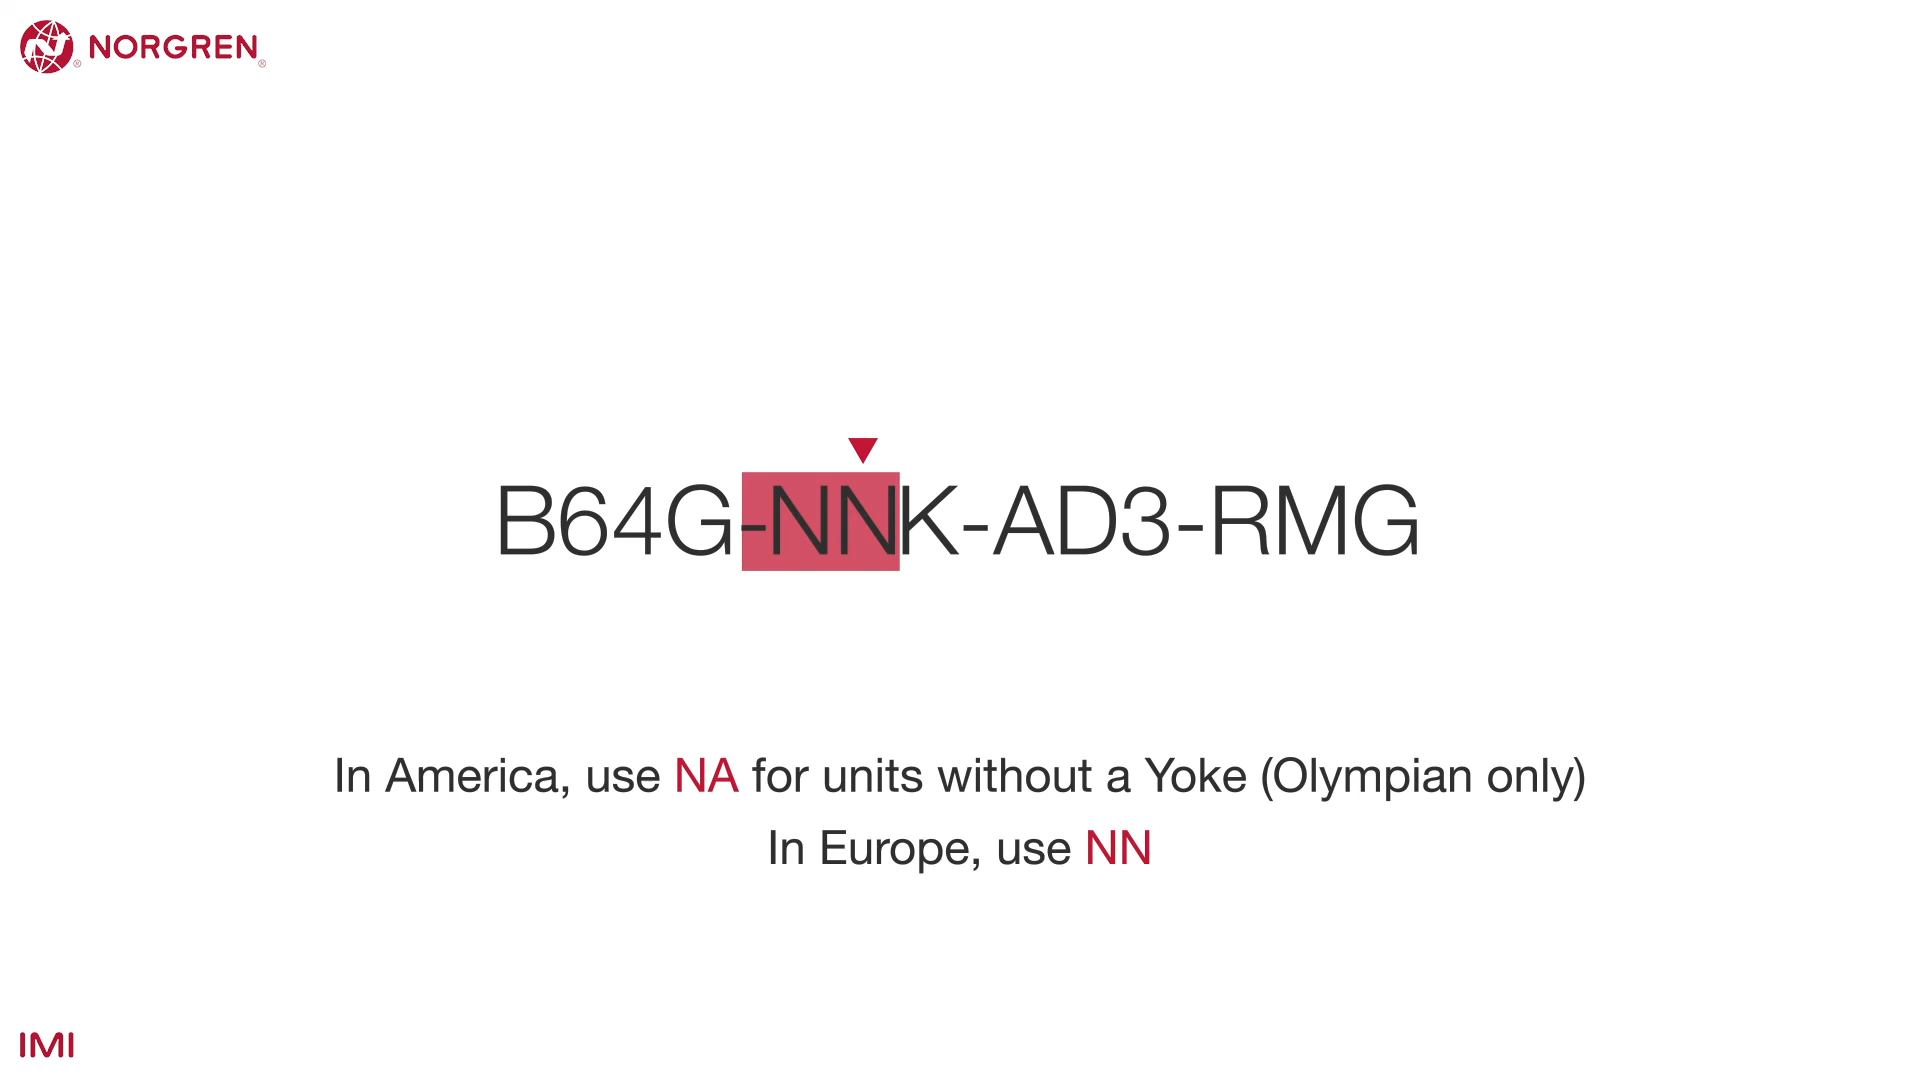 NORGREN
B64G-NNK-AD3-RMG
In America, use NA for units without a Yoke (Olympian only)
In Europe, use NN
IMI